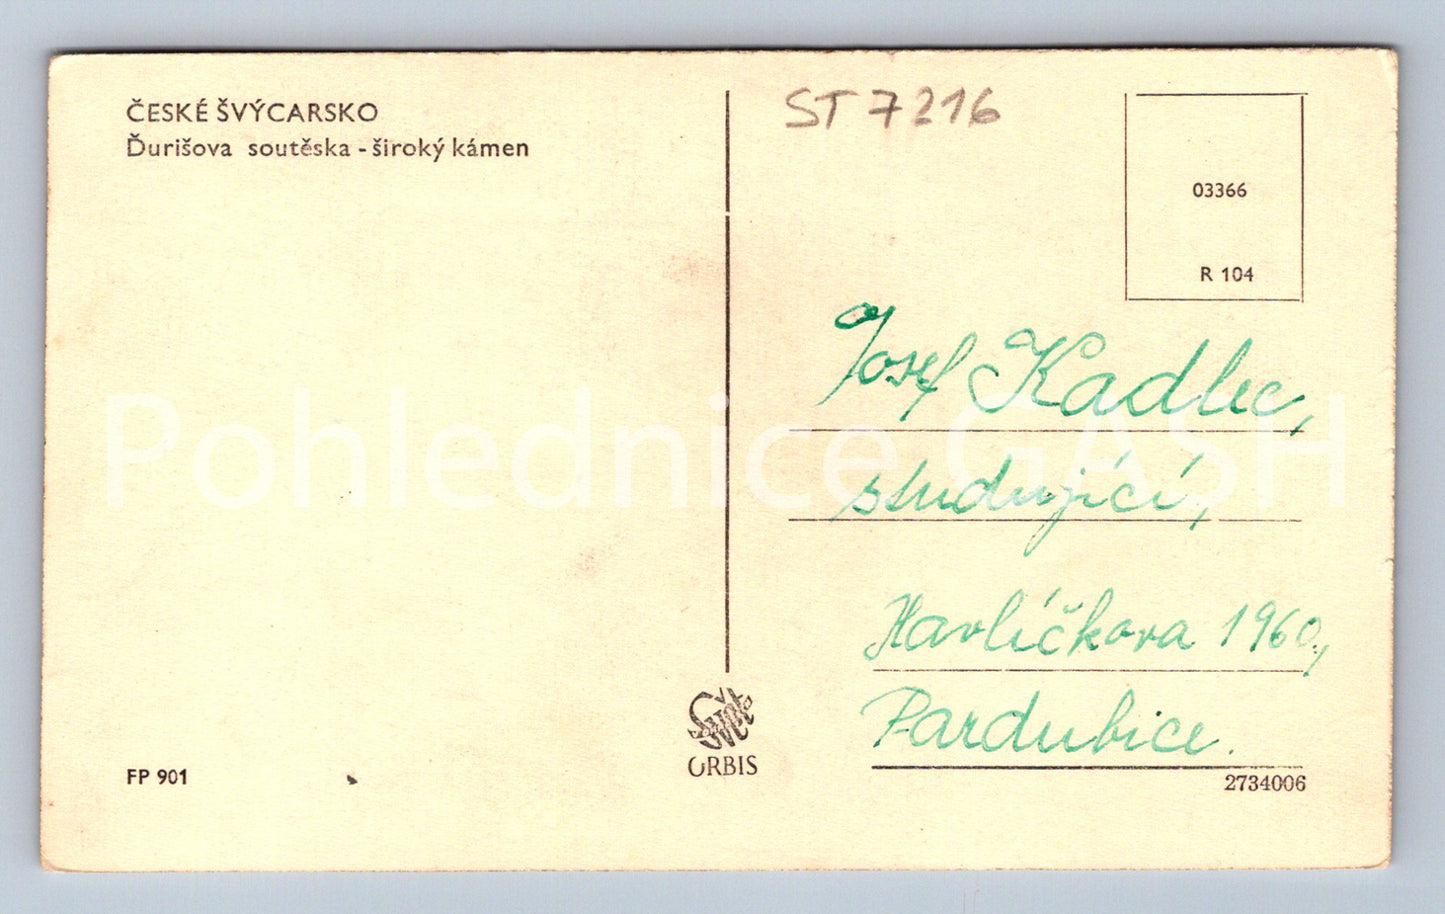 ČESKÉ ŠVÝCARSKO
Ďurišova soutěska - široký kámen
ST 7216
03366
R 104
Josef Kadlec,
studující,
Havlíčkova 1960,
Pardubice.
Svět
ORBIS
FP 901
2734006
Pohlednice GASH